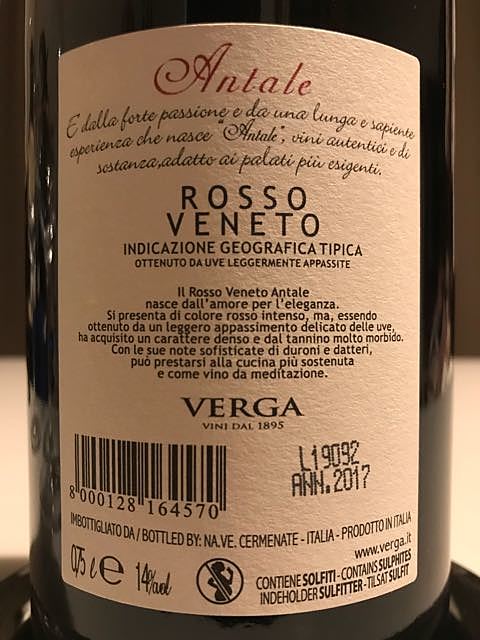 Antale
E dalla forte passione e da una lunga e sapiente
esperienza che nasce "Antale", vini autentici e di
sostanza,adatto ai palati più esigenti.
ROSSO
VENETO
INDICAZIONE GEOGRAFICA TIPICA
OTTENUTO DA UVE LEGGERMENTE APPASSITE
Il Rosso Veneto Antale
nasce dall'amore per l'eleganza.
Si presenta di colore rosso intenso, ma, essendo
ottenuto da un leggero appassimento delicato delle uve,
ha acquisito un carattere denso e dal tannino molto morbido.
Con le sue note sofisticate di duroni e datteri,
può prestarsi alla cucina più sostenuta
e come vino da meditazione.
VERGA
VINI DAL 1895
L19092
ANN.2017
8 000128 164570
IMBOTTIGLIATO DA / BOTTLED BY: NA.VE. CERMENATE - ITALIA - PRODOTTO IN ITALIA
www.verga.it
0,75 ℓ e 14%vol
CONTIENE SOLFITI - CONTAINS SULPHITES
INDEHOLDER SULFITTER - TILSAT SULFIT